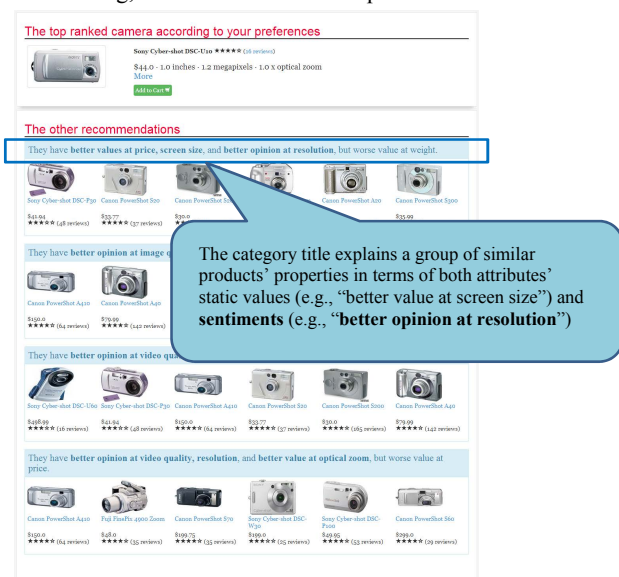 The top ranked camera according to your preferences
Sony Cyber-shot DSC-U10 ★★★★☆ (16 reviews)
$44.0 - 1.0 inches - 1.2 megapixels - 1.0 x optical zoom
More
Add to Cart
The other recommendations
They have better values at price, screen size, and better opinion at resolution, but worse value at weight.
Sony Cyber-shot DSC-P30 Canon PowerShot S20 Canon PowerShot Canon PowerShot A20 Canon PowerShot S300
$41.94 $33.77 $30.0 $35.99
★★★★☆ (48 reviews) ★★★★☆ (37 reviews)
The category title explains a group of similar
products’ properties in terms of both attributes’
static values (e.g., “better value at screen size”) and
sentiments (e.g., “better opinion at resolution”)
They have better opinion at image
Canon PowerShot A410 Canon PowerShot A40
$150.0 $79.99
★★★★☆ (64 reviews) ★★★★☆ (142 reviews)
They have better opinion at video
Sony Cyber-shot DSC-U60 Sony Cyber-shot DSC-P30 Canon PowerShot A410 Canon PowerShot S20 Canon PowerShot S200 Canon PowerShot A40
$498.99 $41.94 $150.0 $33.77 $30.0 $79.99
★★★★☆ (16 reviews) ★★★★☆ (48 reviews) ★★★★☆ (64 reviews) ★★★★☆ (37 reviews) ★★★★☆ (165 reviews) ★★★★☆ (142 reviews)
They have better opinion at video quality, resolution, and better value at optical zoom, but worse value at
price.
Canon PowerShot A410 Fuji FinePix 4900 Zoom Canon PowerShot S70 Sony Cyber-shot DSC- Sony Cyber-shot DSC- Canon PowerShot S60
W30 P100
$150.0 $48.0 $199.75 $199.0 $49.95 $299.0
★★★★☆ (64 reviews) ★★★★☆ (35 reviews) ★★★★☆ (35 reviews) ★★★★☆ (25 reviews) ★★★★☆ (53 reviews) ★★★★☆ (29 reviews)